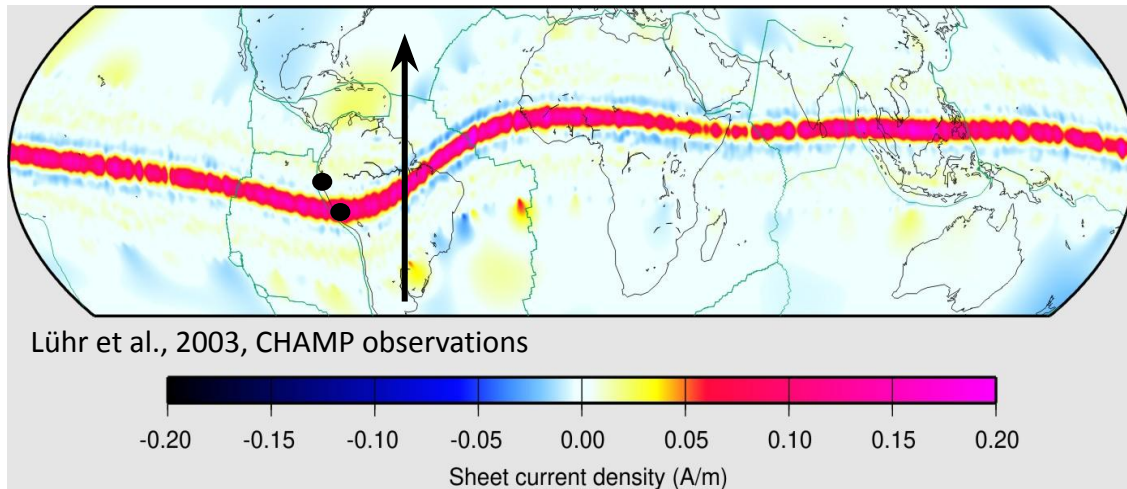 Lühr et al., 2003, CHAMP observations
-0.20 -0.15 -0.10 -0.05 0.00 0.05 0.10 0.15 0.20
Sheet current density (A/m)